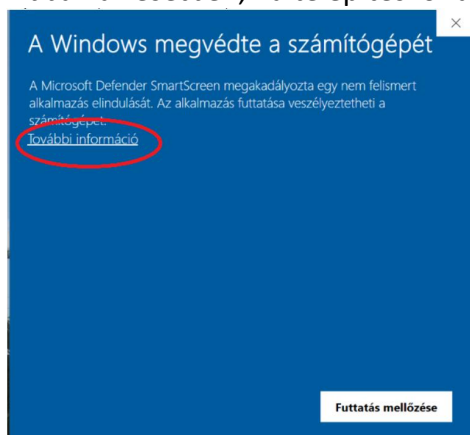 A Windows megvédte a számítógépét
A Microsoft Defender SmartScreen megakadályozta egy nem felismert
alkalmazás elindulását. Az alkalmazás futtatása veszélyeztetheti a
számítógépet.
További információ
Futtatás mellőzése